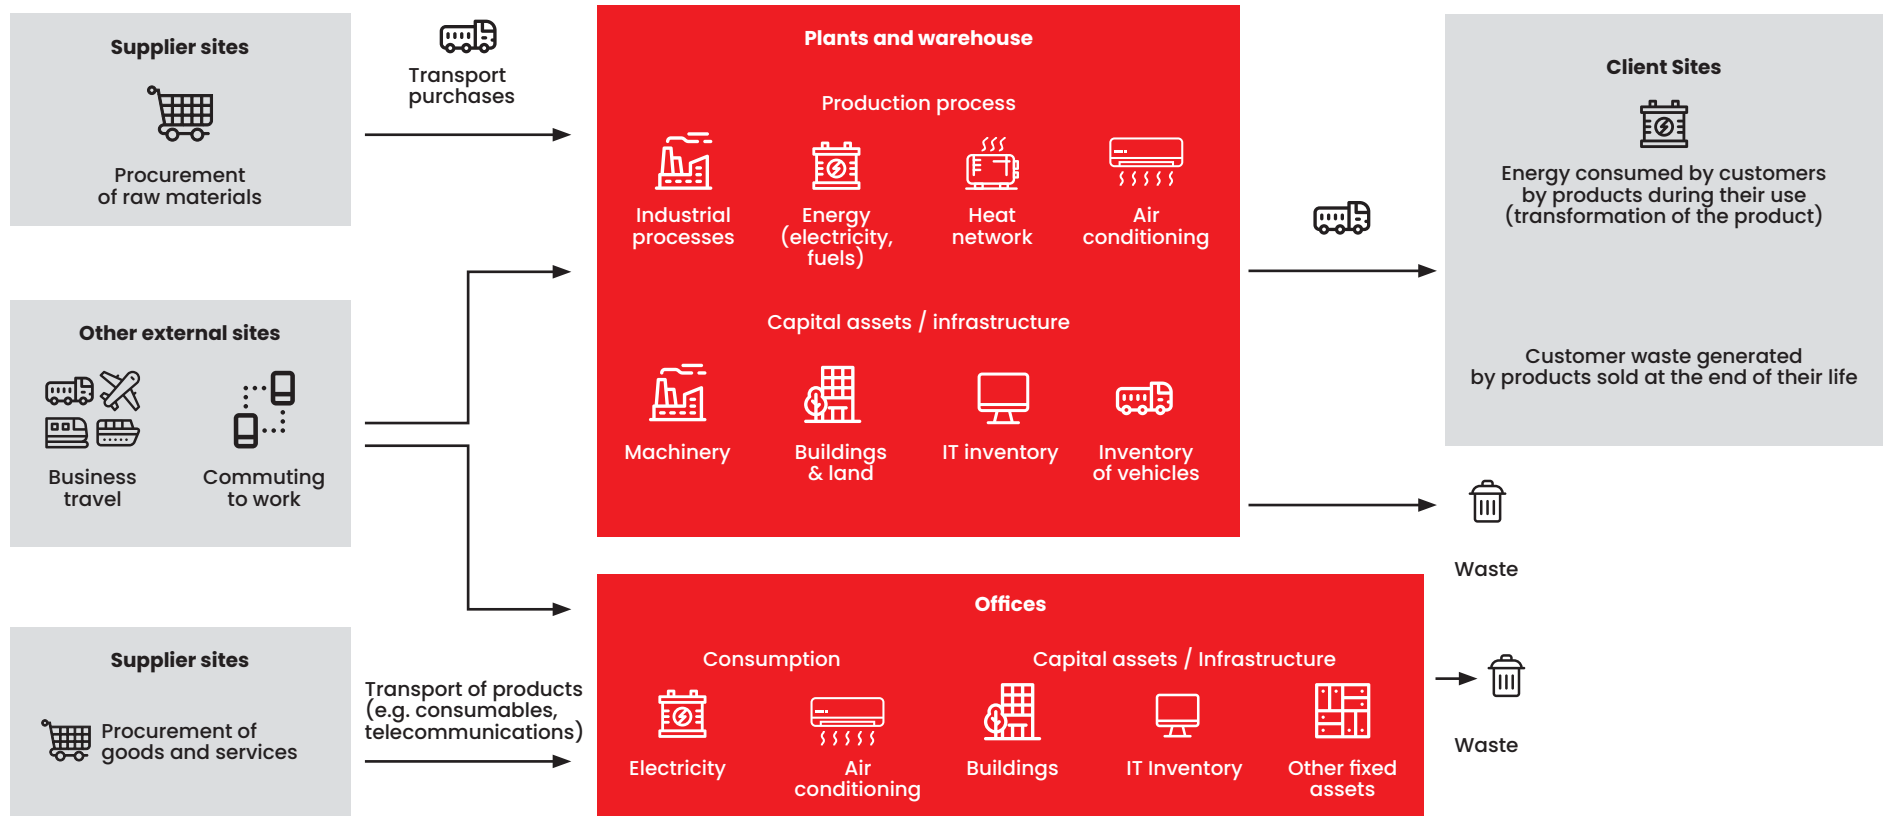 Supplier sites
Procurement
of raw materials
Transport
purchases
Other external sites
Business
travel
Commuting
to work
Supplier sites
Procurement of
goods and services
Transport of products
(e.g. consumables,
telecommunications)
Plants and warehouse
Production process
Industrial
processes
Energy
(electricity,
fuels)
Heat
network
Air
conditioning
Capital assets / infrastructure
Machinery
Buildings
& land
IT inventory
Inventory
of vehicles
Offices
Consumption
Electricity
Air
conditioning
Capital assets / Infrastructure
Buildings
IT Inventory
Other fixed
assets
Client Sites
Energy consumed by customers
by products during their use
(transformation of the product)
Customer waste generated
by products sold at the end of their life
Waste
Waste